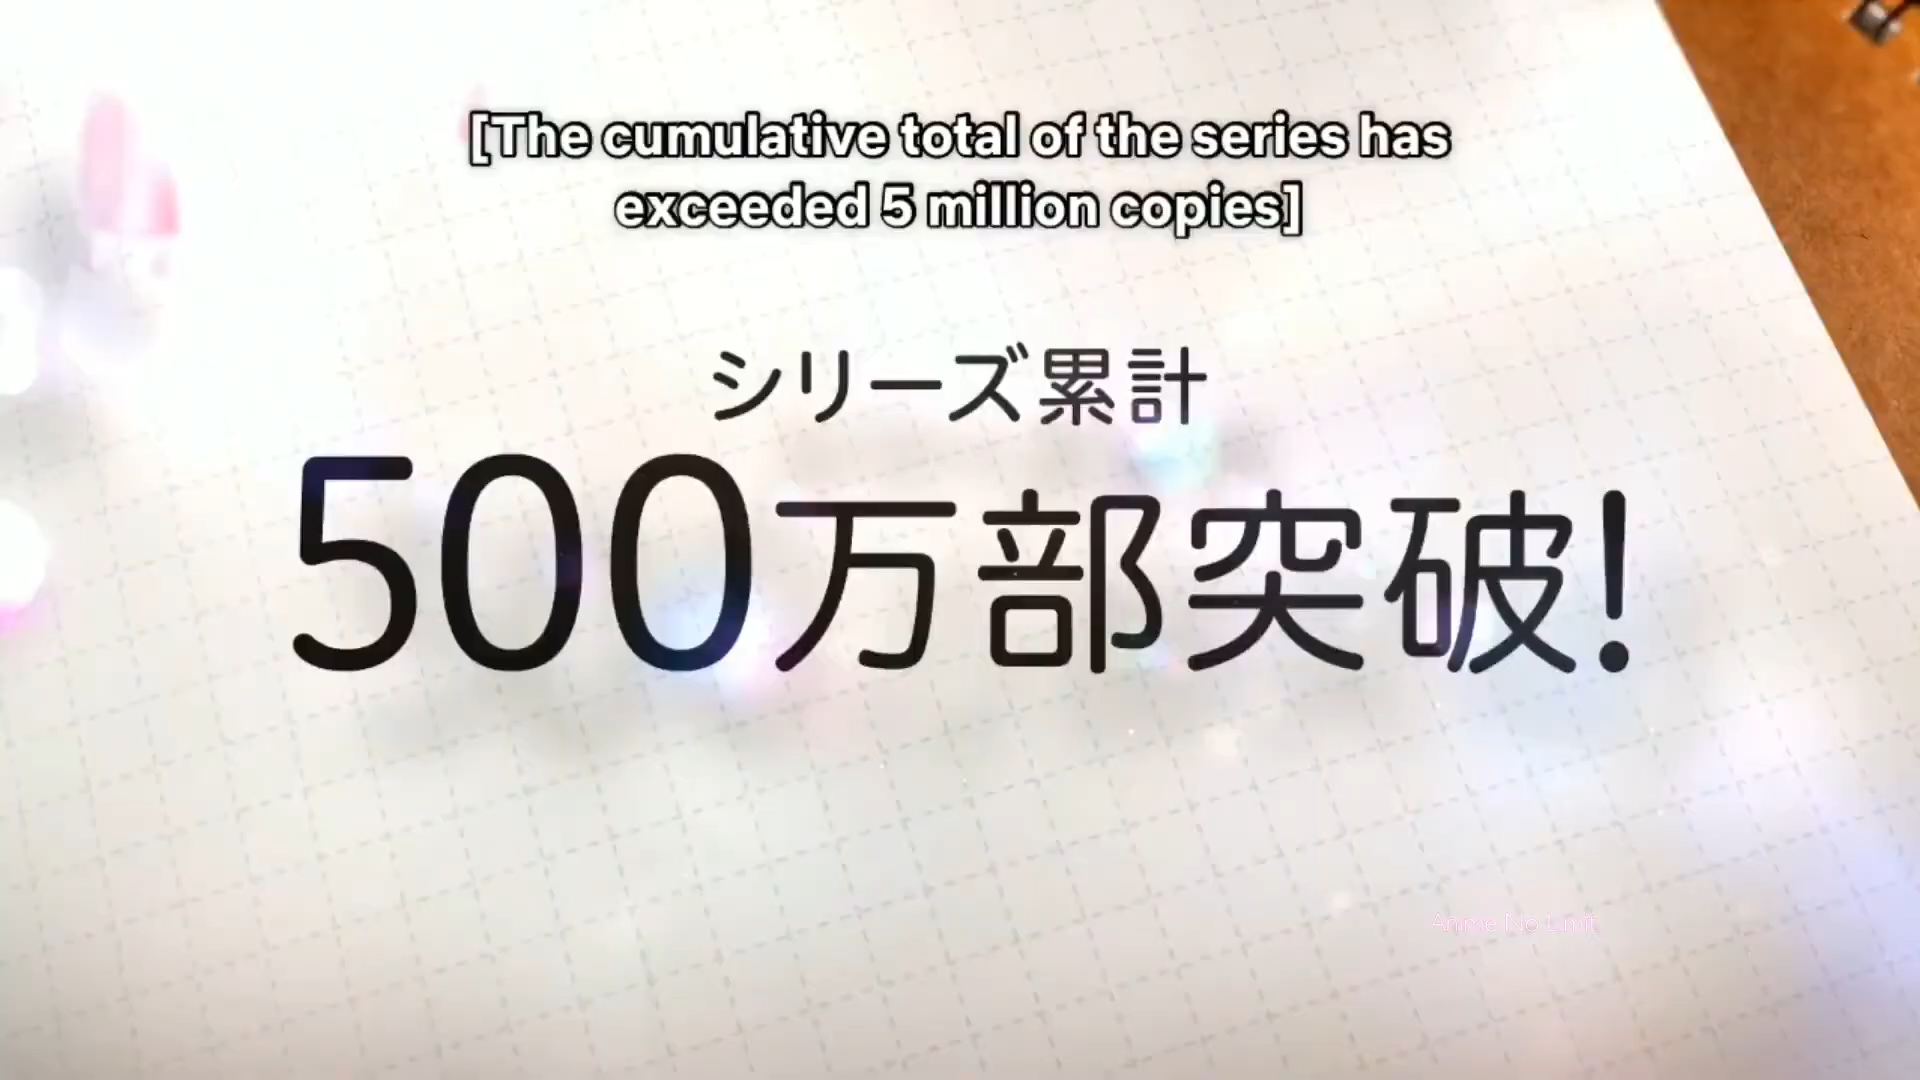 [The cumulative total of the series has
exceeded 5 million copies]
シリーズ累計
500万部突破!
Anime No Limit